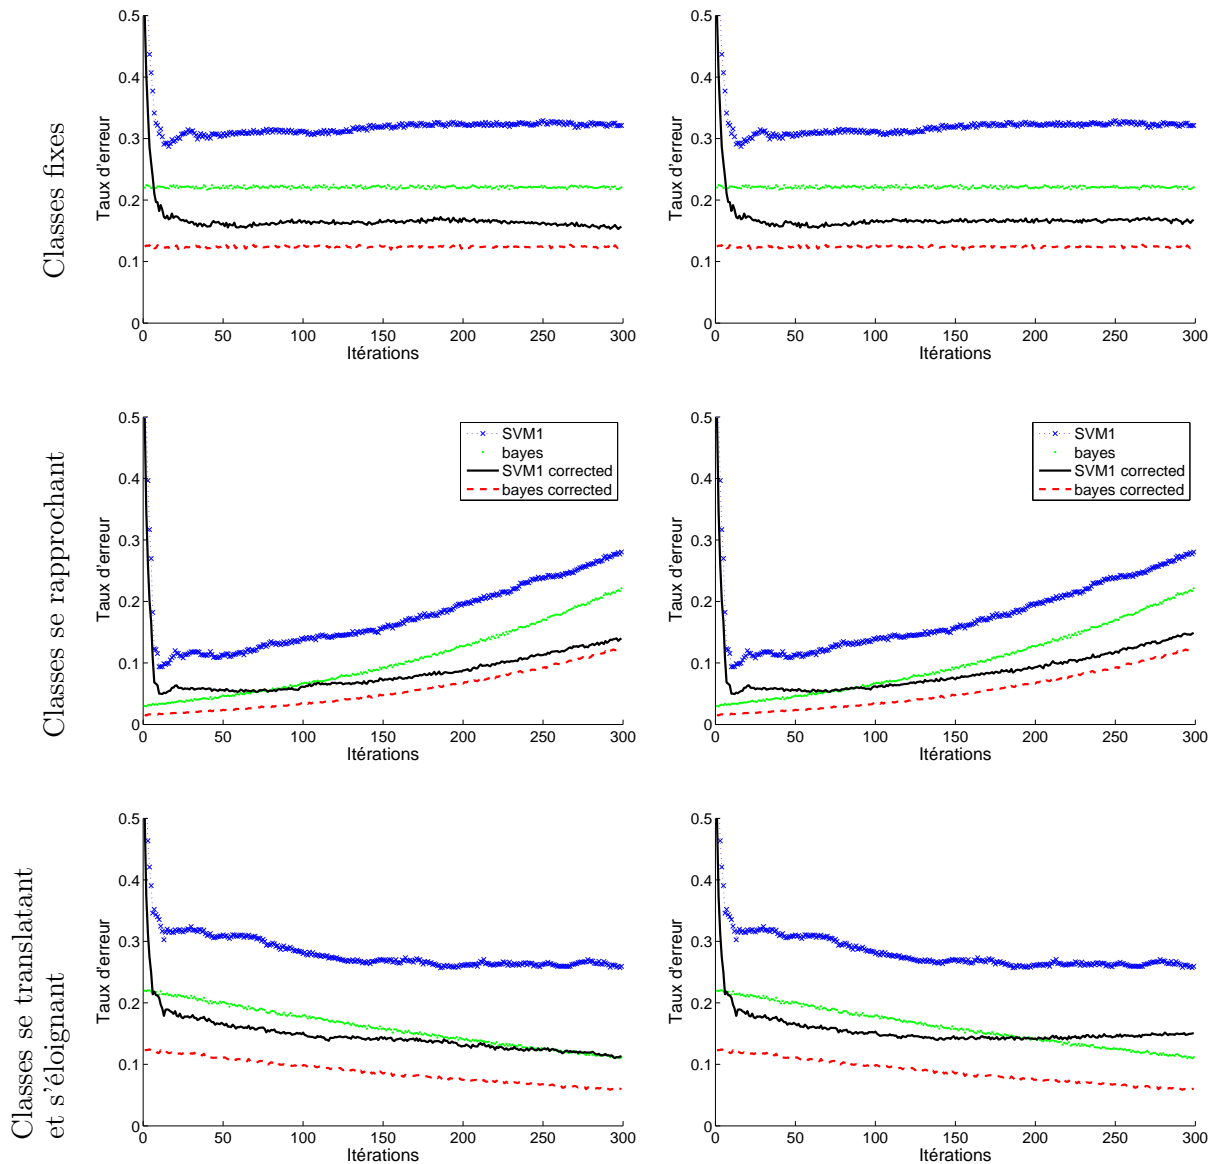 Classes fixes
0.5
0.4
0.3
0.2
0.1
0
Taux d'erreur
0 50 100 150 200 250 300
Itérations
0.5
0.4
0.3
0.2
0.1
0
Taux d'erreur
0 50 100 150 200 250 300
Itérations
Classes se rapprochant
0.5
0.4
0.3
0.2
0.1
0
Taux d'erreur
0 50 100 150 200 250 300
Itérations
SVM1
bayes
SVM1 corrected
bayes corrected
0.5
0.4
0.3
0.2
0.1
0
Taux d'erreur
0 50 100 150 200 250 300
Itérations
SVM1
bayes
SVM1 corrected
bayes corrected
Classes se translatant
et s'éloignant
0.5
0.4
0.3
0.2
0.1
0
Taux d'erreur
0 50 100 150 200 250 300
Itérations
0.5
0.4
0.3
0.2
0.1
0
Taux d'erreur
0 50 100 150 200 250 300
Itérations